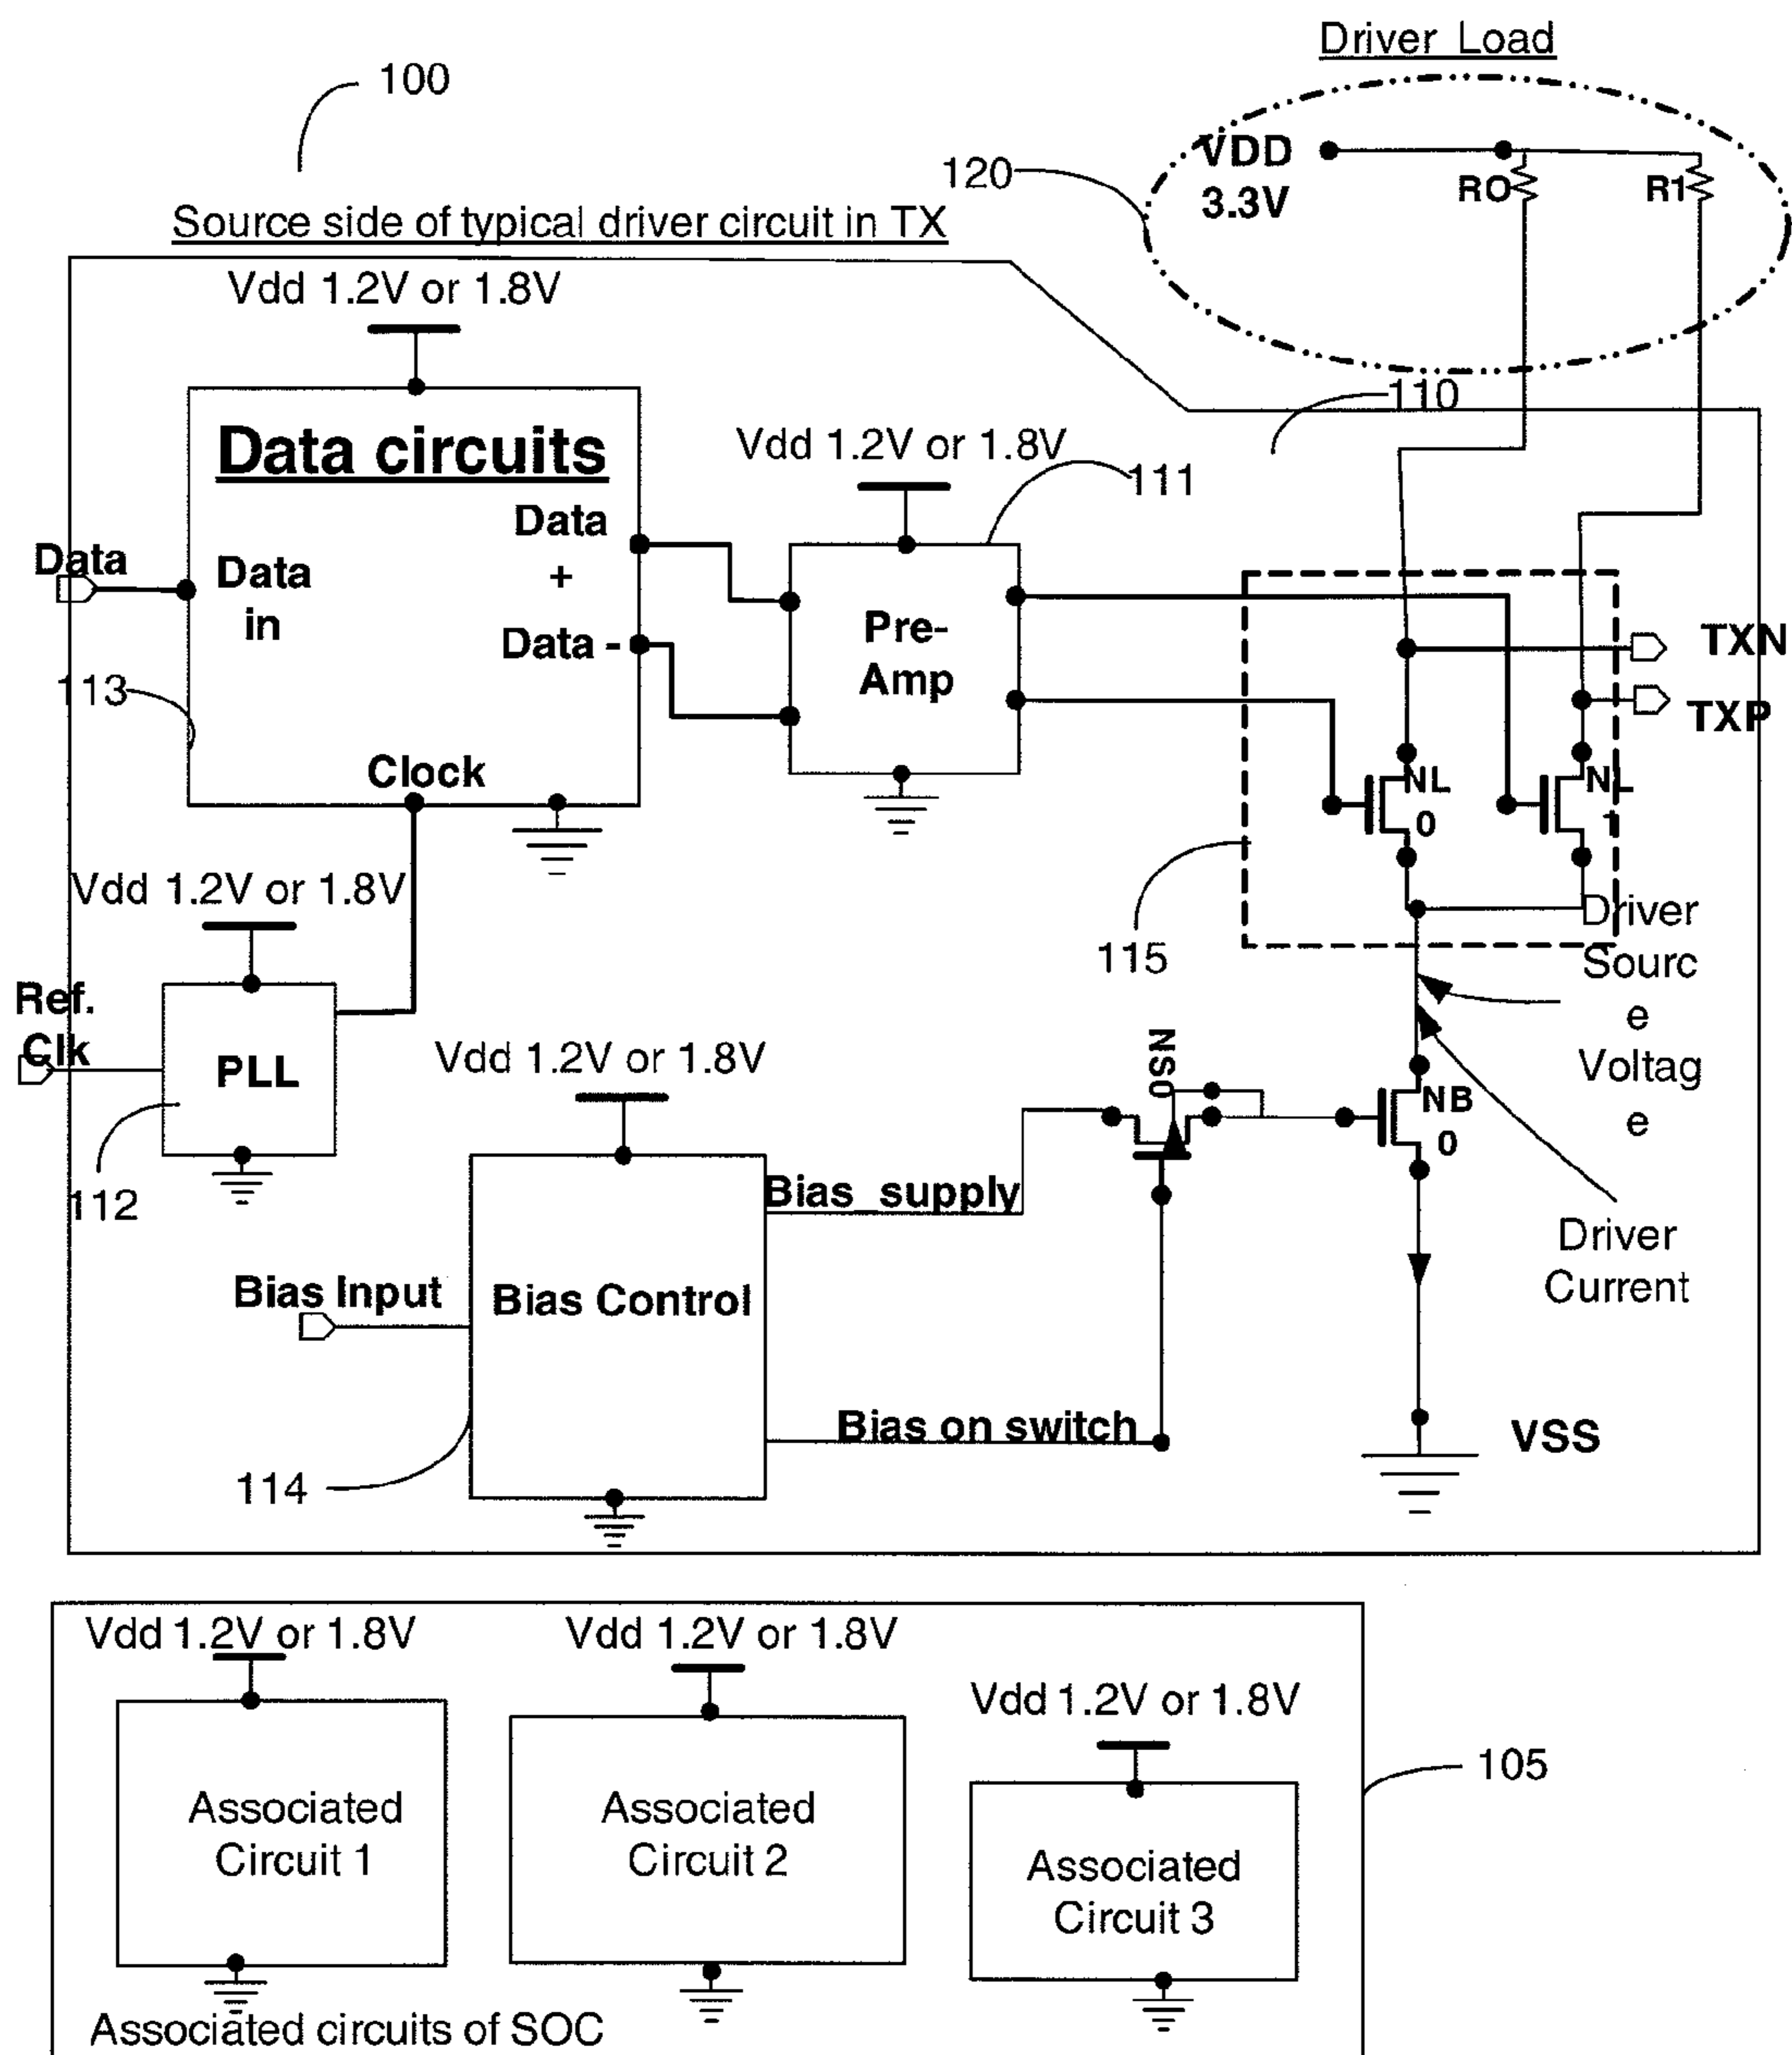 Driver Load
100
VDD
3.3V
RO
R1
120
Source side of typical driver circuit in TX
Vdd 1.2V or 1.8V
110
Data circuits
Vdd 1.2V or 1.8V
111
Data
+
Data -
Data
Data
in
Pre-
Amp
TXN
TXP
113
Clock
NL
0
NL
1
Vdd 1.2V or 1.8V
115
Driver
Sourc
e
Voltag
e
Ref.
Clk
PLL
Vdd 1.2V or 1.8V
NS0
NB
0
112
Bias supply
Driver
Current
Bias Input
Bias Control
Bias on switch
VSS
114
Vdd 1.2V or 1.8V
Vdd 1.2V or 1.8V
Vdd 1.2V or 1.8V
105
Associated
Circuit 1
Associated
Circuit 2
Associated
Circuit 3
Associated circuits of SOC